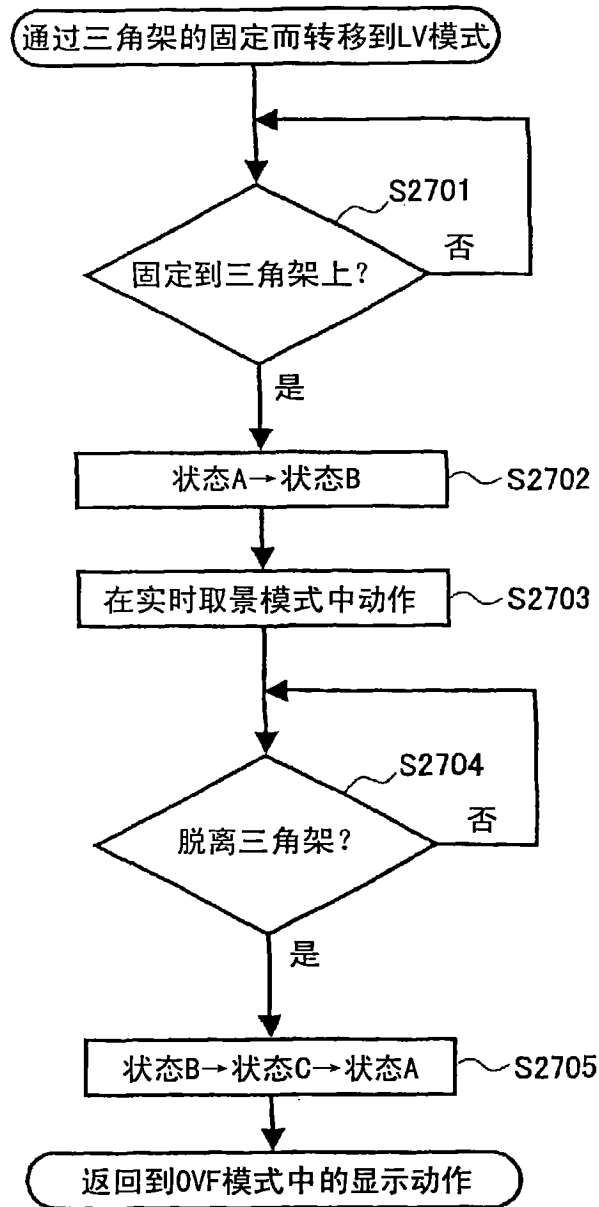 通过三角架的固定而转移到LV模式
S2701
否
固定到三角架上？
是
状态A→状态B
S2702
在实时取景模式中动作
S2703
S2704
否
脱离三角架？
是
状态B→状态C→状态A
S2705
返回到OVF模式中的显示动作